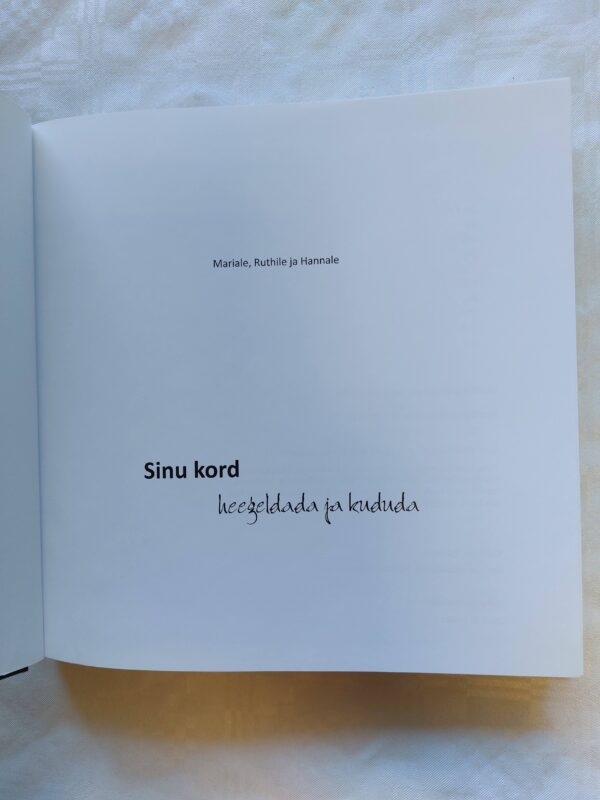 Mariale, Ruthile ja Hannale
Sinu kord
heegeldada ja kududa